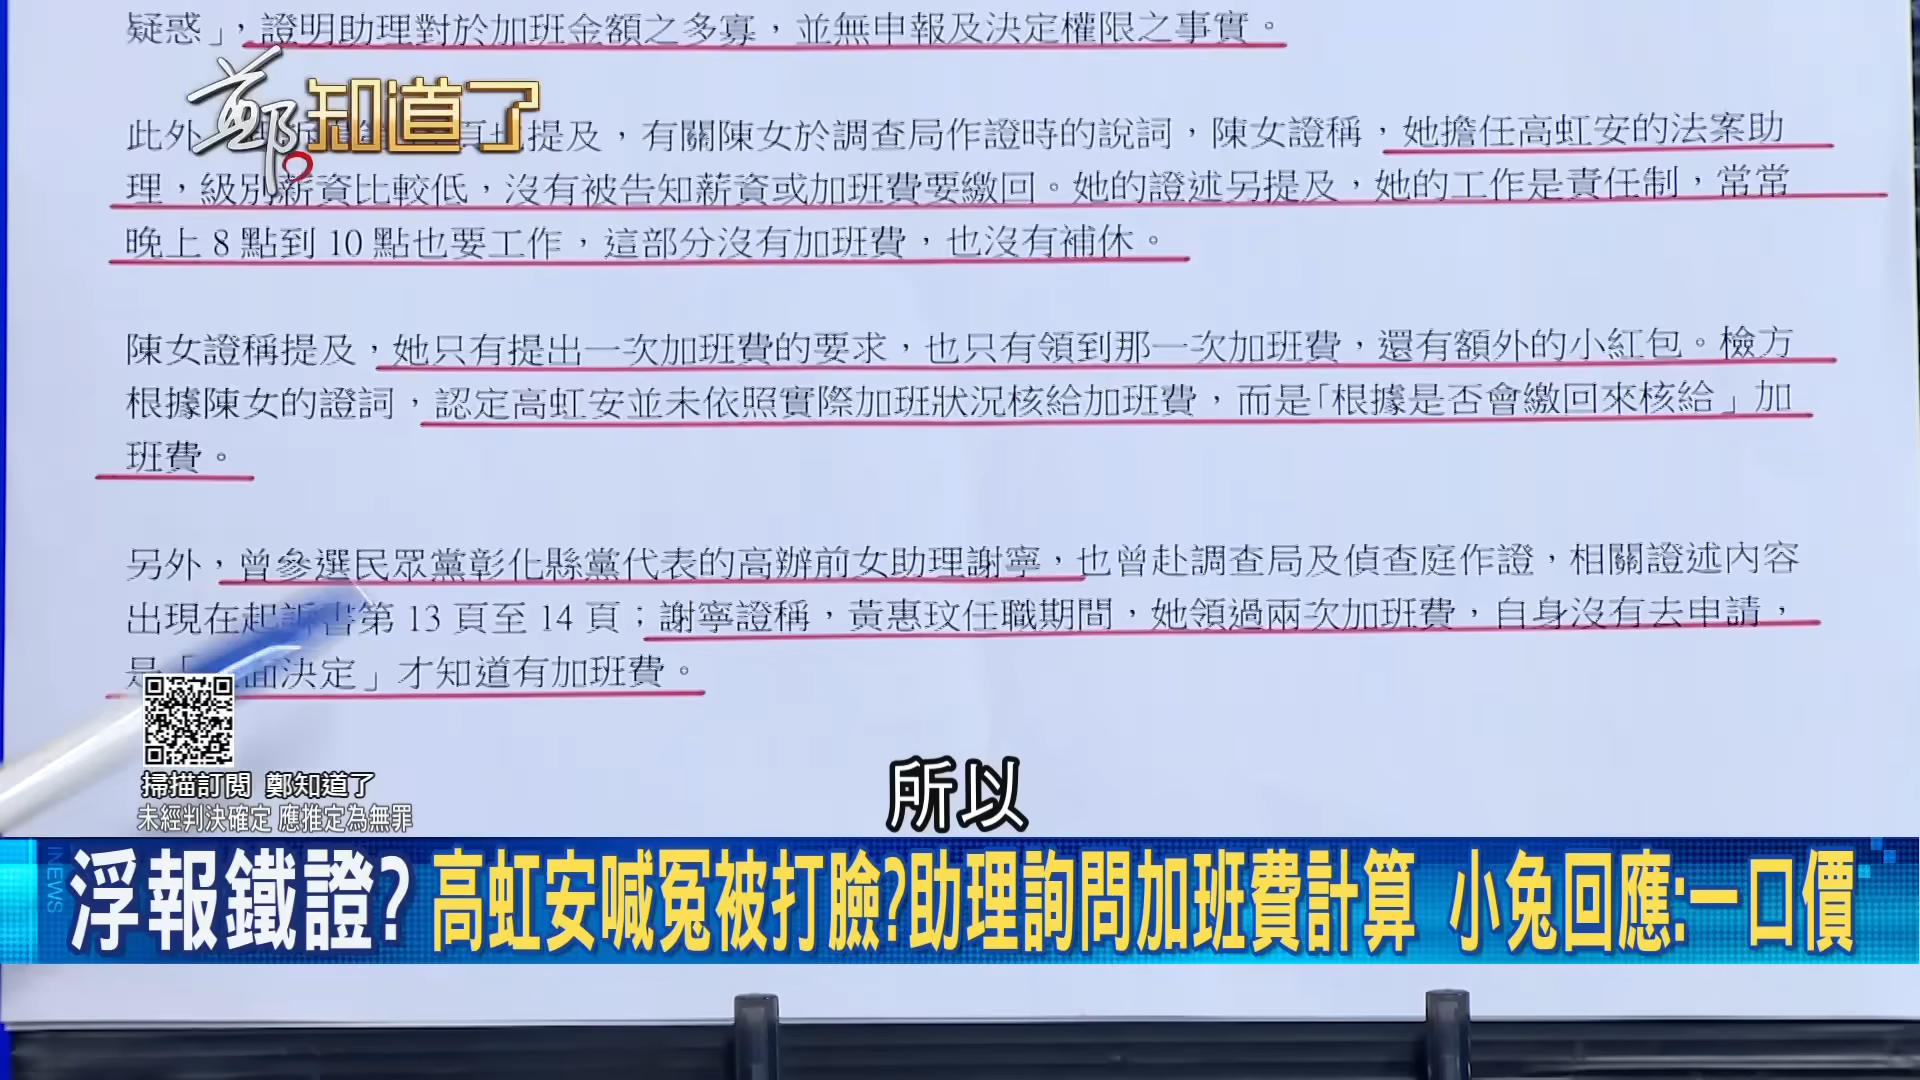 疑惑」，證明助理對於加班金額之多寡，並無申報及決定權限之事實。
鄭知道了
此外 提及，有關陳女於調查局作證時的說詞，陳女證稱，她擔任高虹安的法案助
理，級別薪資比較低，沒有被告知薪資或加班費要繳回。她的證述另提及，她的工作是責任制，常常
晚上 8 點到 10 點也要工作，這部分沒有加班費，也沒有補休。
陳女證稱提及，她只有提出一次加班費的要求，也只有領到那一次加班費，還有額外的小紅包。檢方
根據陳女的證詞，認定高虹安並未依照實際加班狀況核給加班費，而是「根據是否會繳回來核給」加
班費。
另外，曾參選民眾黨彰化縣黨代表的高辦前女助理謝寧，也曾赴調查局及偵查庭作證，相關證述內容
出現在起訴書第 13 頁至 14 頁；謝寧證稱，黃惠玟任職期間，她領過兩次加班費，自身沒有去申請，
是「 面決定」才知道有加班費。
掃描訂閱 鄭知道了
未經判決確定 應推定為無罪
所以
INEWS
浮報鐵證? 高虹安喊冤被打臉?助理詢問加班費計算 小兔回應:一口價